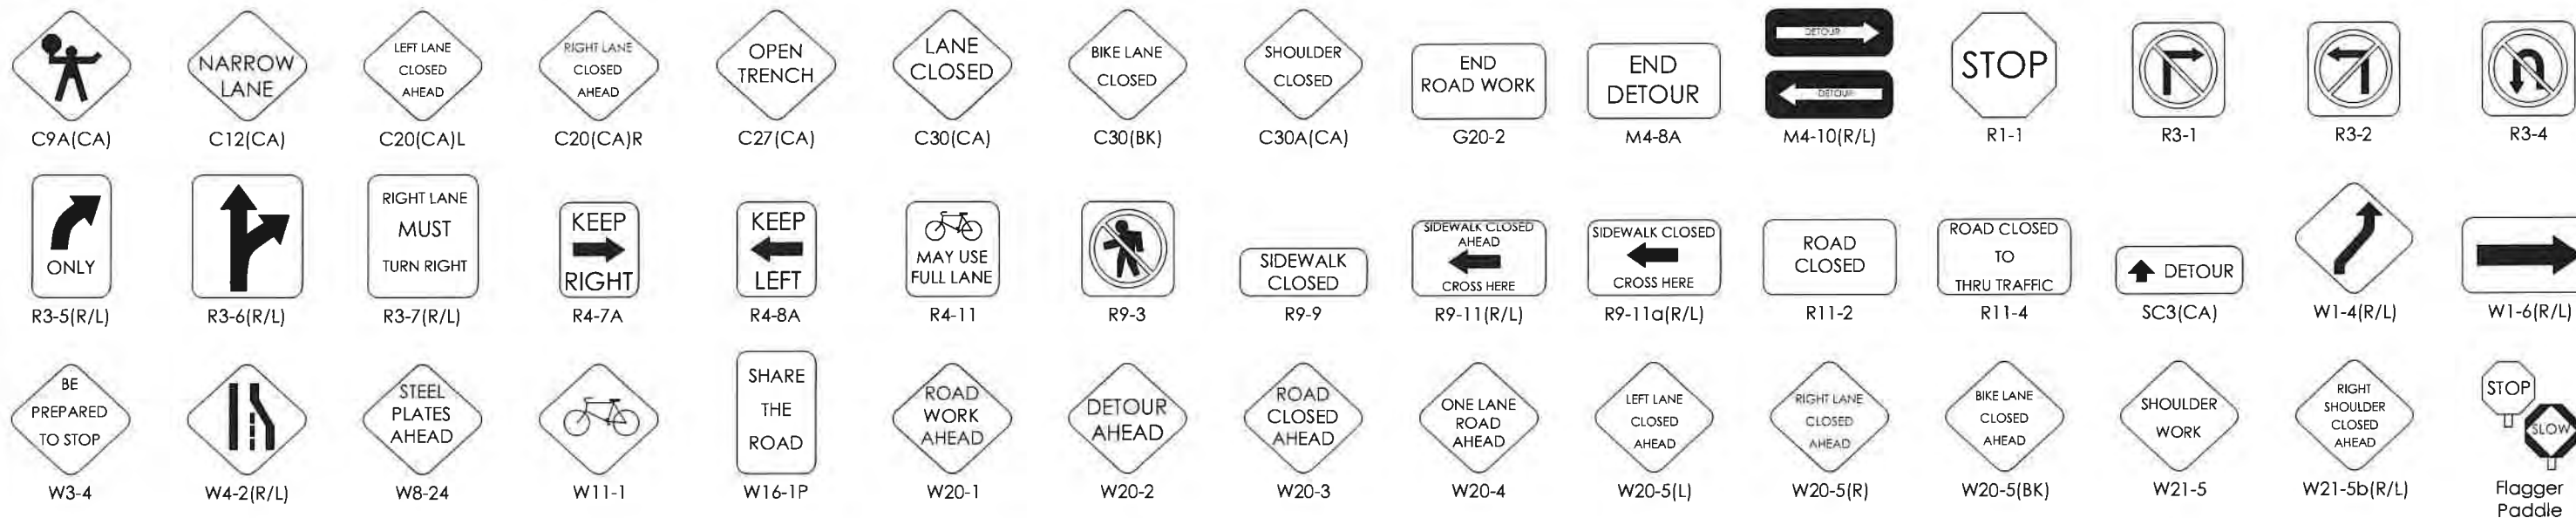 NARROW
LANE
LEFT LANE
CLOSED
AHEAD
RIGHT LANE
CLOSED
AHEAD
OPEN
TRENCH
LANE
CLOSED
BIKE LANE
CLOSED
SHOULDER
CLOSED
END
ROAD WORK
END
DETOUR
DETOUR
DETOUR
STOP
C9A(CA)
C12(CA)
C20(CA)L
C20(CA)R
C27(CA)
C30(CA)
C30(BK)
C30A(CA)
G20-2
M4-8A
M4-10(R/L)
R1-1
R3-1
R3-2
R3-4
ONLY
RIGHT LANE
MUST
TURN RIGHT
KEEP
RIGHT
KEEP
LEFT
MAY USE
FULL LANE
SIDEWALK
CLOSED
SIDEWALK CLOSED
AHEAD
CROSS HERE
SIDEWALK CLOSED
CROSS HERE
ROAD
CLOSED
ROAD CLOSED
TO
THRU TRAFFIC
DETOUR
R3-5(R/L)
R3-6(R/L)
R3-7(R/L)
R4-7A
R4-8A
R4-11
R9-3
R9-9
R9-11(R/L)
R9-11a(R/L)
R11-2
R11-4
SC3(CA)
W1-4(R/L)
W1-6(R/L)
BE
PREPARED
TO STOP
STEEL
PLATES
AHEAD
SHARE
THE
ROAD
ROAD
WORK
AHEAD
DETOUR
AHEAD
ROAD
CLOSED
AHEAD
ONE LANE
ROAD
AHEAD
LEFT LANE
CLOSED
AHEAD
RIGHT LANE
CLOSED
AHEAD
BIKE LANE
CLOSED
AHEAD
SHOULDER
WORK
RIGHT
SHOULDER
CLOSED
AHEAD
STOP
SLOW
W3-4
W4-2(R/L)
W8-24
W11-1
W16-1P
W20-1
W20-2
W20-3
W20-4
W20-5(L)
W20-5(R)
W20-5(BK)
W21-5
W21-5b(R/L)
Flagger
Paddle